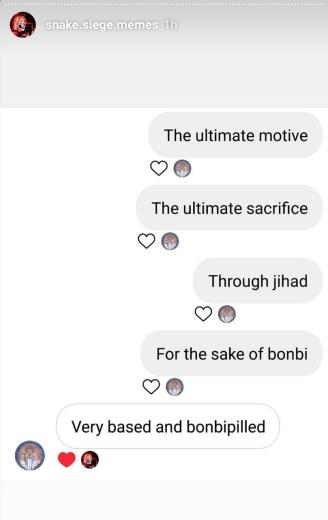 snake.siege.memes 1h
The ultimate motive
The ultimate sacrifice
Through jihad
For the sake of bonbi
Very based and bonbipilled